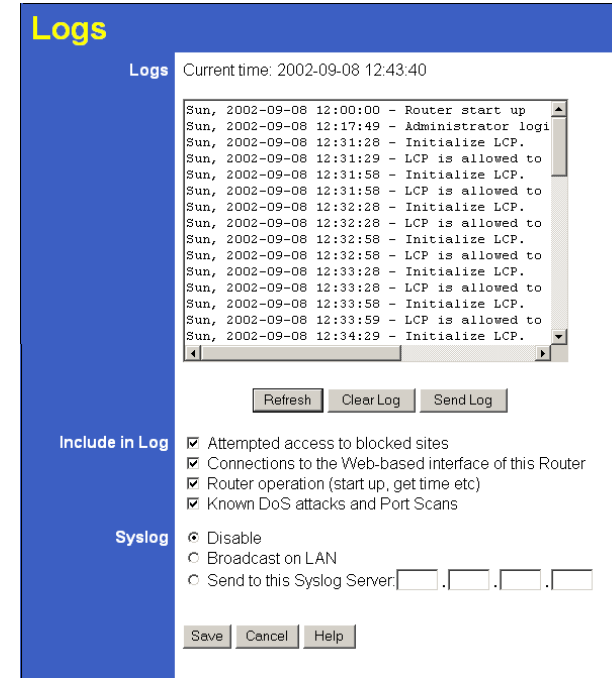 Logs
Logs Current time: 2002-09-08 12:43:40
Sun, 2002-09-08 12:00:00 - Router start up
Sun, 2002-09-08 12:17:49 - Administrator logi
Sun, 2002-09-08 12:31:28 - Initialize LCP.
Sun, 2002-09-08 12:31:29 - LCP is allowed to
Sun, 2002-09-08 12:31:58 - Initialize LCP.
Sun, 2002-09-08 12:31:58 - LCP is allowed to
Sun, 2002-09-08 12:32:28 - Initialize LCP.
Sun, 2002-09-08 12:32:28 - LCP is allowed to
Sun, 2002-09-08 12:32:58 - Initialize LCP.
Sun, 2002-09-08 12:32:58 - LCP is allowed to
Sun, 2002-09-08 12:33:28 - Initialize LCP.
Sun, 2002-09-08 12:33:28 - LCP is allowed to
Sun, 2002-09-08 12:33:58 - Initialize LCP.
Sun, 2002-09-08 12:33:59 - LCP is allowed to
Sun, 2002-09-08 12:34:29 - Initialize LCP.
Refresh Clear Log Send Log
Include in Log Attempted access to blocked sites
Connections to the Web-based interface of this Router
Router operation (start up, get time etc)
Known DoS attacks and Port Scans
Syslog Disable
Broadcast on LAN
Send to this Syslog Server: . . .
Save Cancel Help